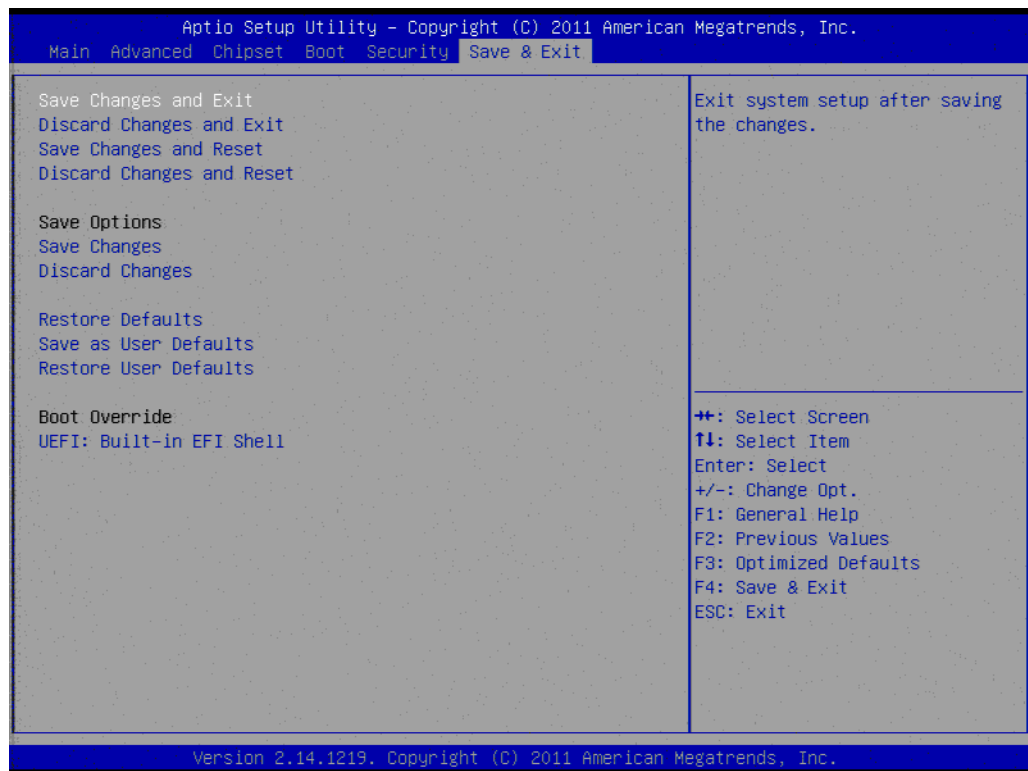 Aptio Setup Utility – Copyright (C) 2011 American Megatrends, Inc.
Main Advanced Chipset Boot Security Save & Exit
Save Changes and Exit
Discard Changes and Exit
Save Changes and Reset
Discard Changes and Reset
Save Options
Save Changes
Discard Changes
Restore Defaults
Save as User Defaults
Restore User Defaults
Boot Override
UEFI: Built-in EFI Shell
Exit system setup after saving
the changes.
→←: Select Screen
↑↓: Select Item
Enter: Select
+/-: Change Opt.
F1: General Help
F2: Previous Values
F3: Optimized Defaults
F4: Save & Exit
ESC: Exit
Version 2.14.1219. Copyright (C) 2011 American Megatrends, Inc.